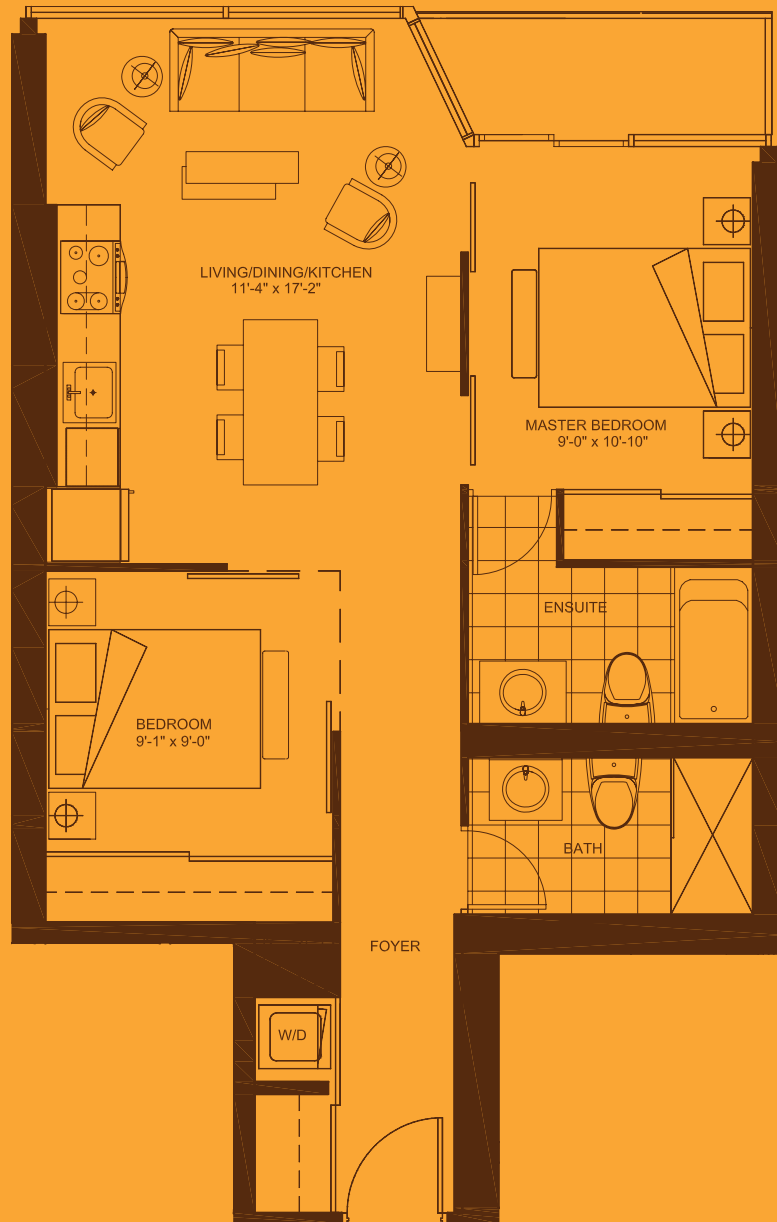 LIVING/DINING/KITCHEN
11'-4" x 17'-2"
MASTER BEDROOM
9'-0" x 10'-10"
ENSUITE
BEDROOM
9'-1" x 9'-0"
BATH
FOYER
W/D